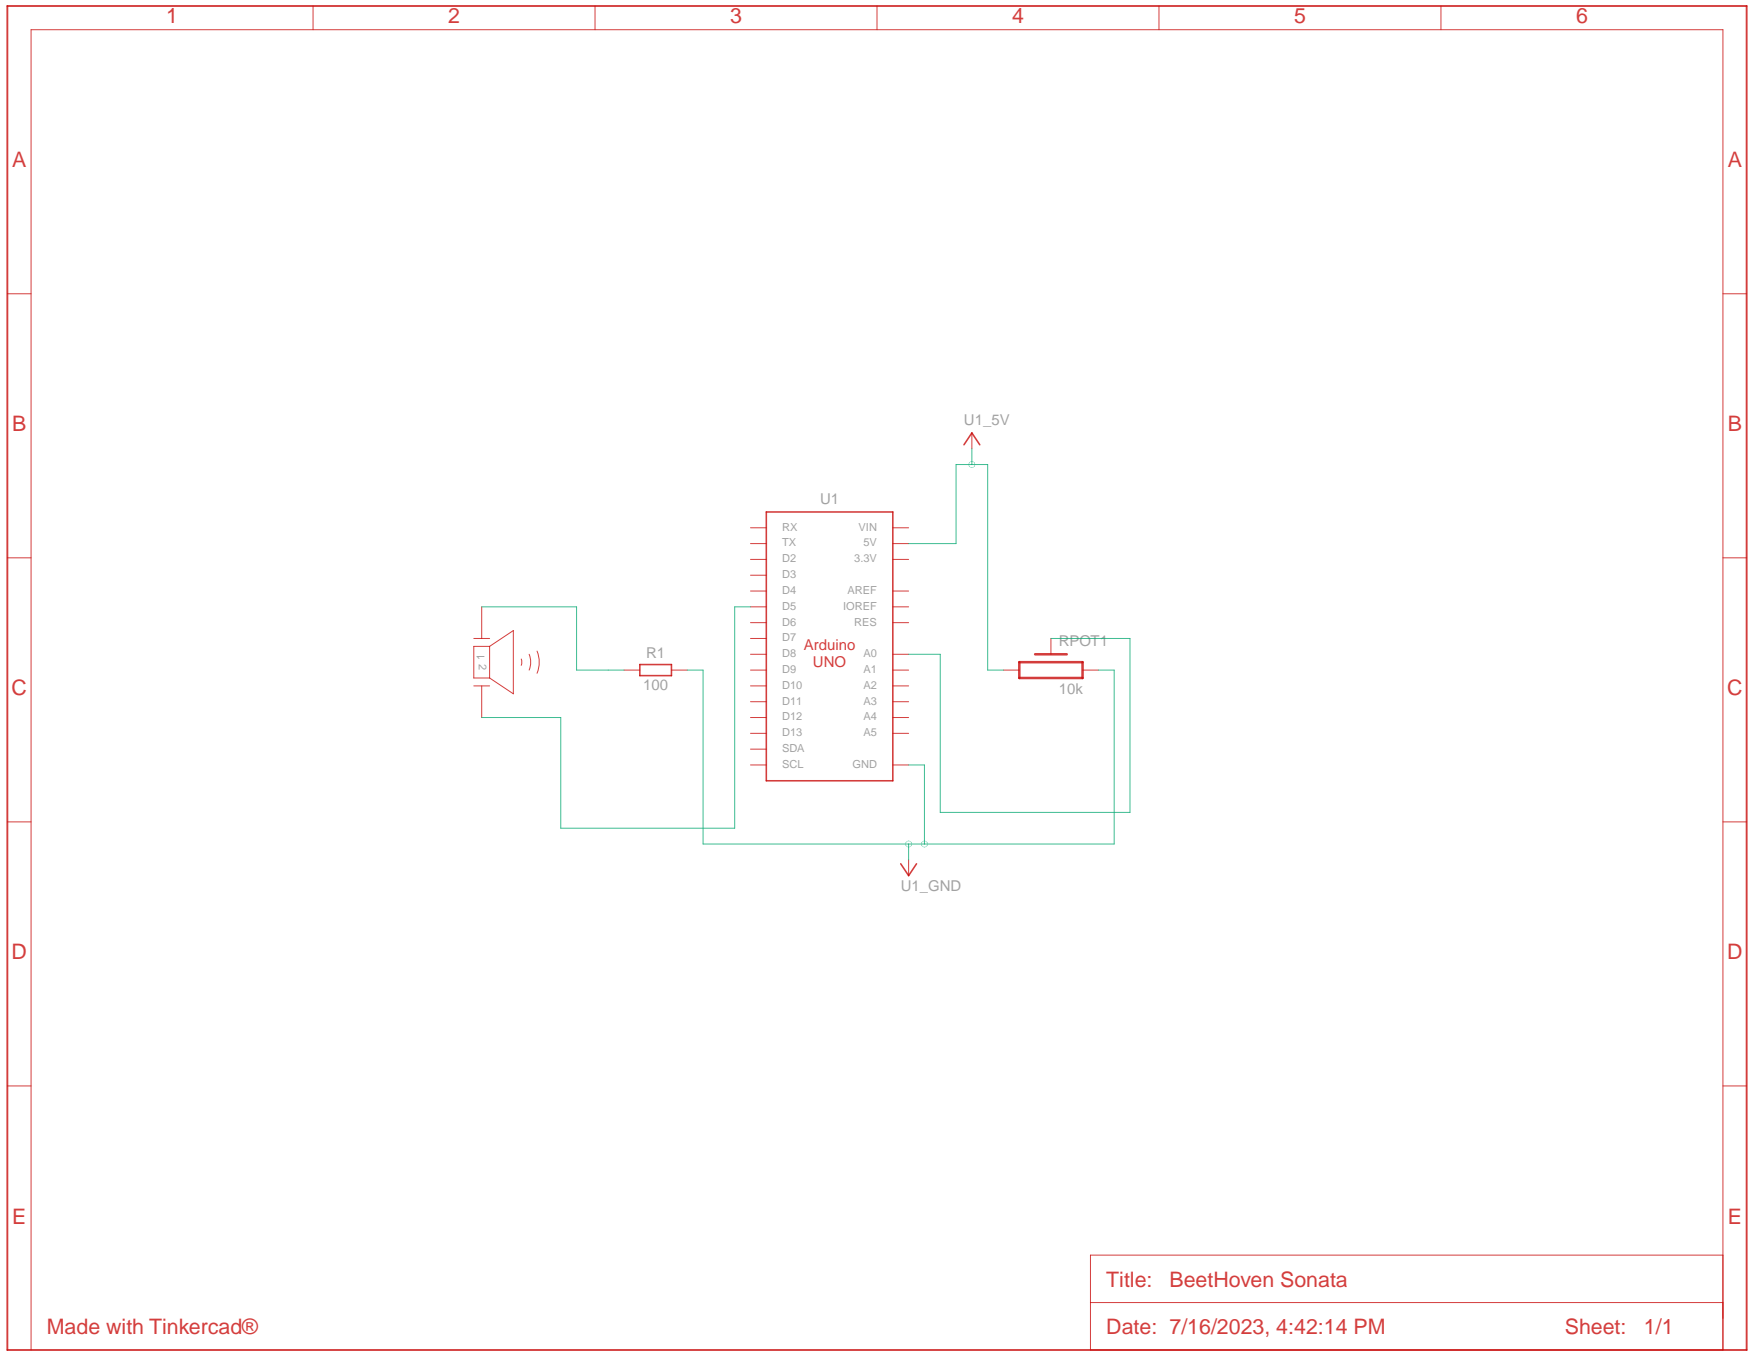 1 2 3 4 5 6
A A
B B
U1_5V
U1
RX VIN
TX 5V
D2 3.3V
D3
D4 AREF
D5 IOREF
D6 RES
D7
Arduino
UNO
D8 A0
D9 A1
D10 A2
D11 A3
D12 A4
D13 A5
SDA
SCL GND
1 2
R1
100
RPOT1
10k
C C
U1_GND
D D
E E
Title: BeetHoven Sonata
Made with Tinkercad®
Date: 7/16/2023, 4:42:14 PM Sheet: 1/1